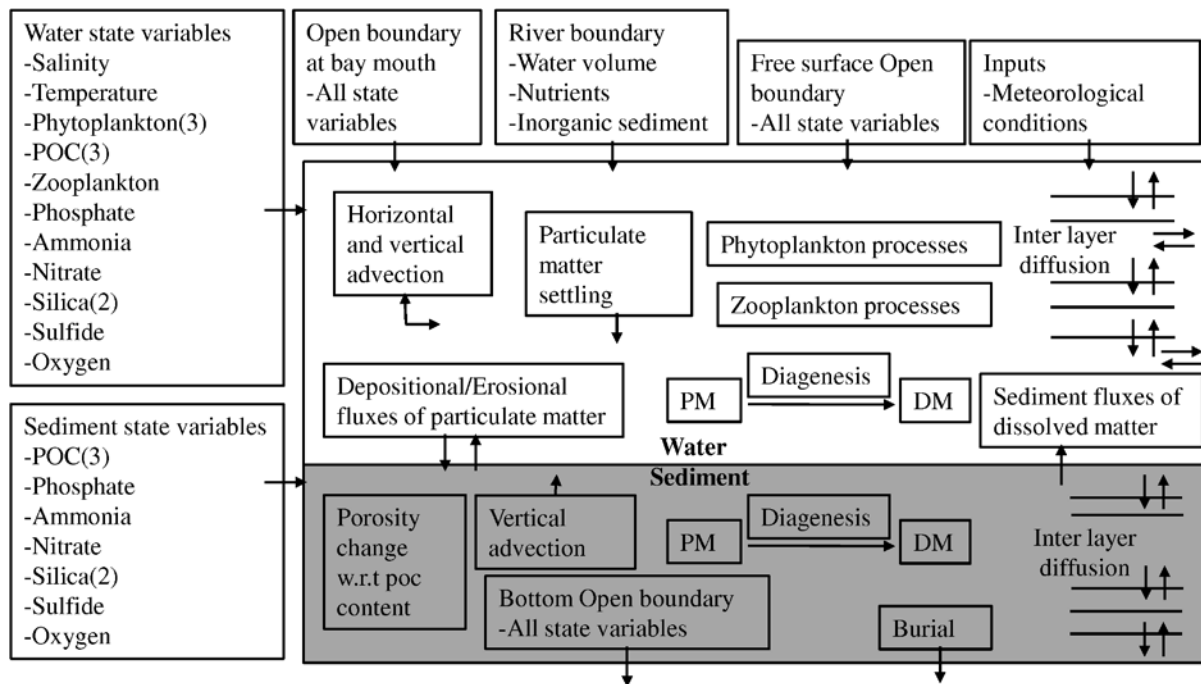 Water state variables
-Salinity
-Temperature
-Phytoplankton(3)
-POC(3)
-Zooplankton
-Phosphate
-Ammonia
-Nitrate
-Silica(2)
-Sulfide
-Oxygen
Open boundary
at bay mouth
-All state
variables
River boundary
-Water volume
-Nutrients
-Inorganic sediment
Free surface Open
boundary
-All state variables
Inputs
-Meteorological
conditions
Horizontal
and vertical
advection
Particulate
matter
settling
Phytoplankton processes
Zooplankton processes
Inter layer
diffusion
Depositional/Erosional
fluxes of particulate matter
PM
Diagenesis
DM
Sediment fluxes of
dissolved matter
Water
Sediment state variables
-POC(3)
-Phosphate
-Ammonia
-Nitrate
-Silica(2)
-Sulfide
-Oxygen
Sediment
Porosity
change
w.r.t poc
content
Vertical
advection
PM
Diagenesis
DM
Inter layer
diffusion
Bottom Open boundary
-All state variables
Burial